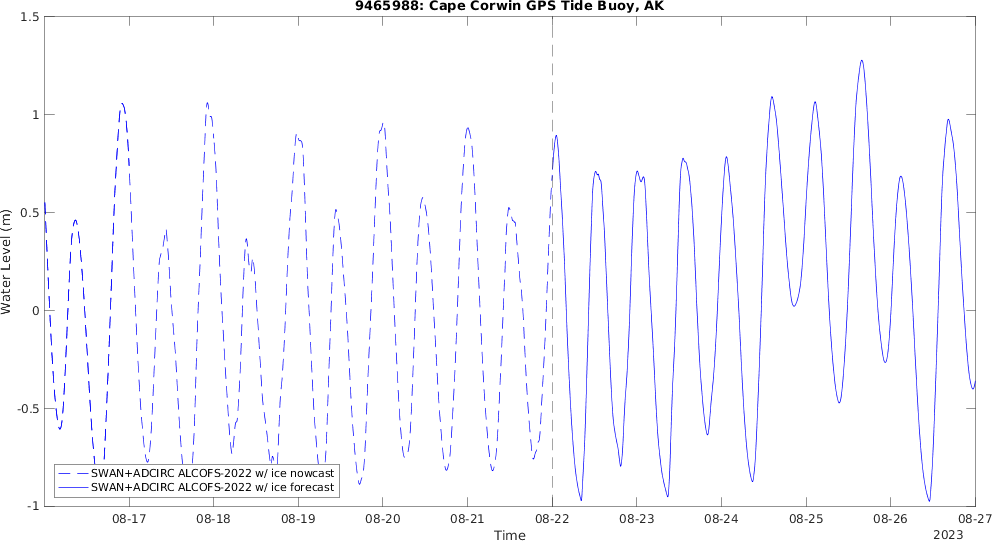 9465988: Cape Corwin GPS Tide Buoy, AK
1.5
1
0.5
0
-0.5
-1
Water Level (m)
SWAN+ADCIRC ALCOFS-2022 w/ ice nowcast
SWAN+ADCIRC ALCOFS-2022 w/ ice forecast
08-17 08-18 08-19 08-20 08-21 08-22 08-23 08-24 08-25 08-26 08-27
Time
2023